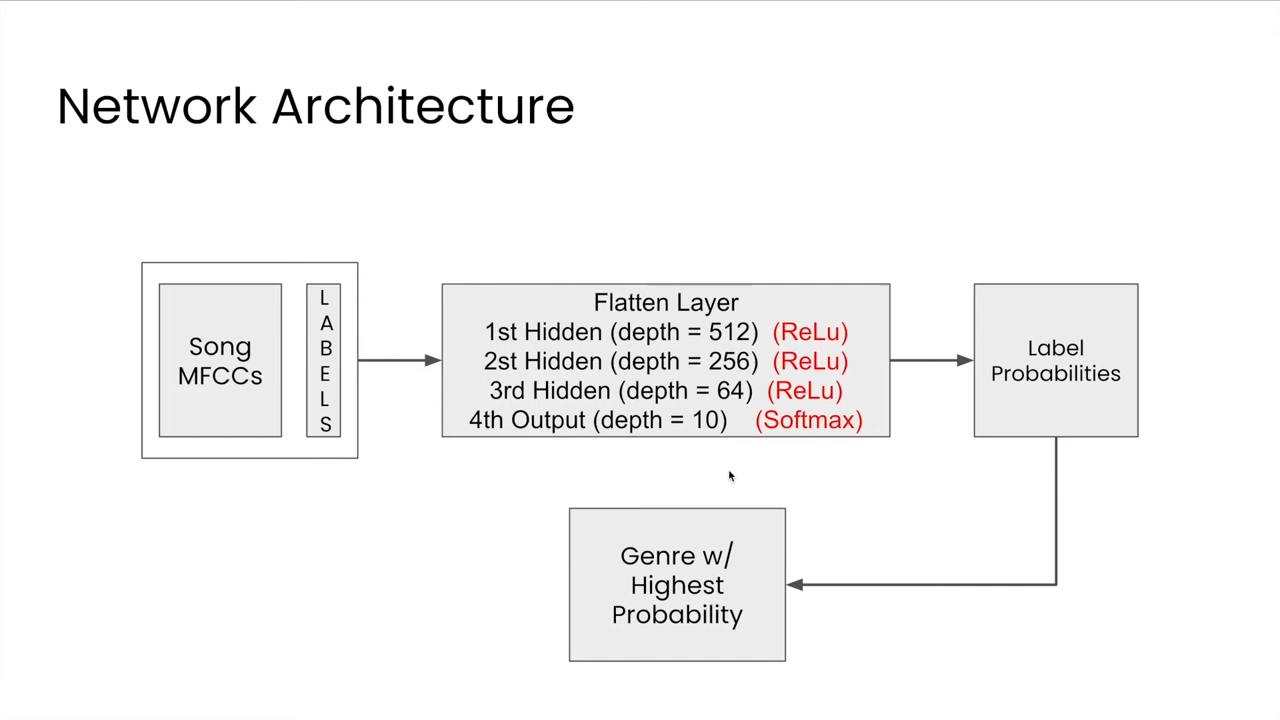 Network Architecture
Song
MFCCs
L
A
B
E
L
S
Flatten Layer
1st Hidden (depth = 512) (ReLu)
2st Hidden (depth = 256) (ReLu)
3rd Hidden (depth = 64) (ReLu)
4th Output (depth = 10) (Softmax)
Label
Probabilities
Genre w/
Highest
Probability